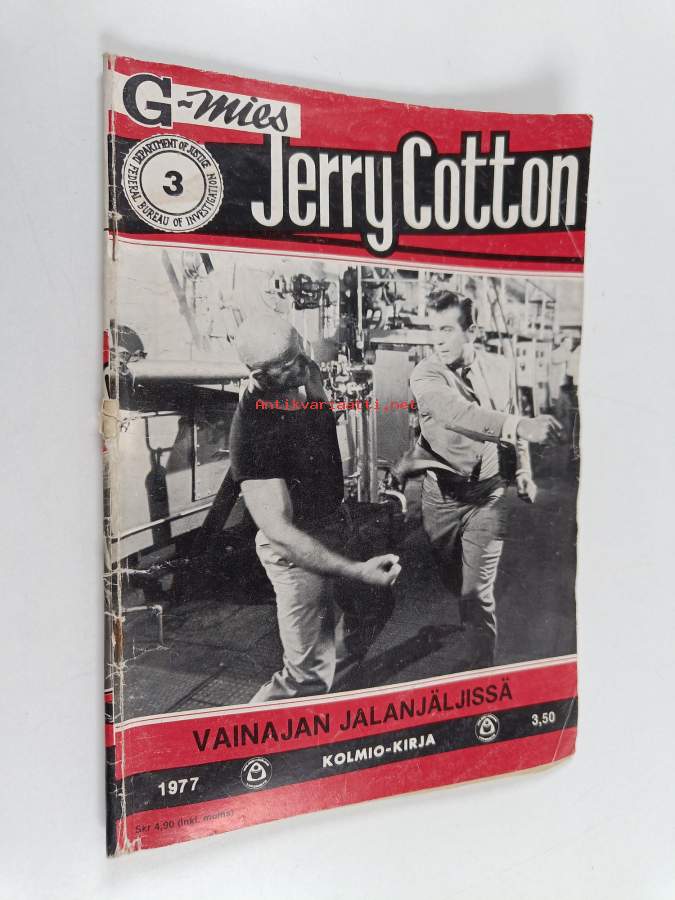 G-mies
DEPARTMENT OF JUSTICE
3
FEDERAL BUREAU OF INVESTIGATION
Jerry Cotton
Antikvariaatti.net
VAINAJAN JALANJÄLJISSÄ
1977
KOLMIO-KIRJA
3,50
Skr 4,90 (inkl. moms)